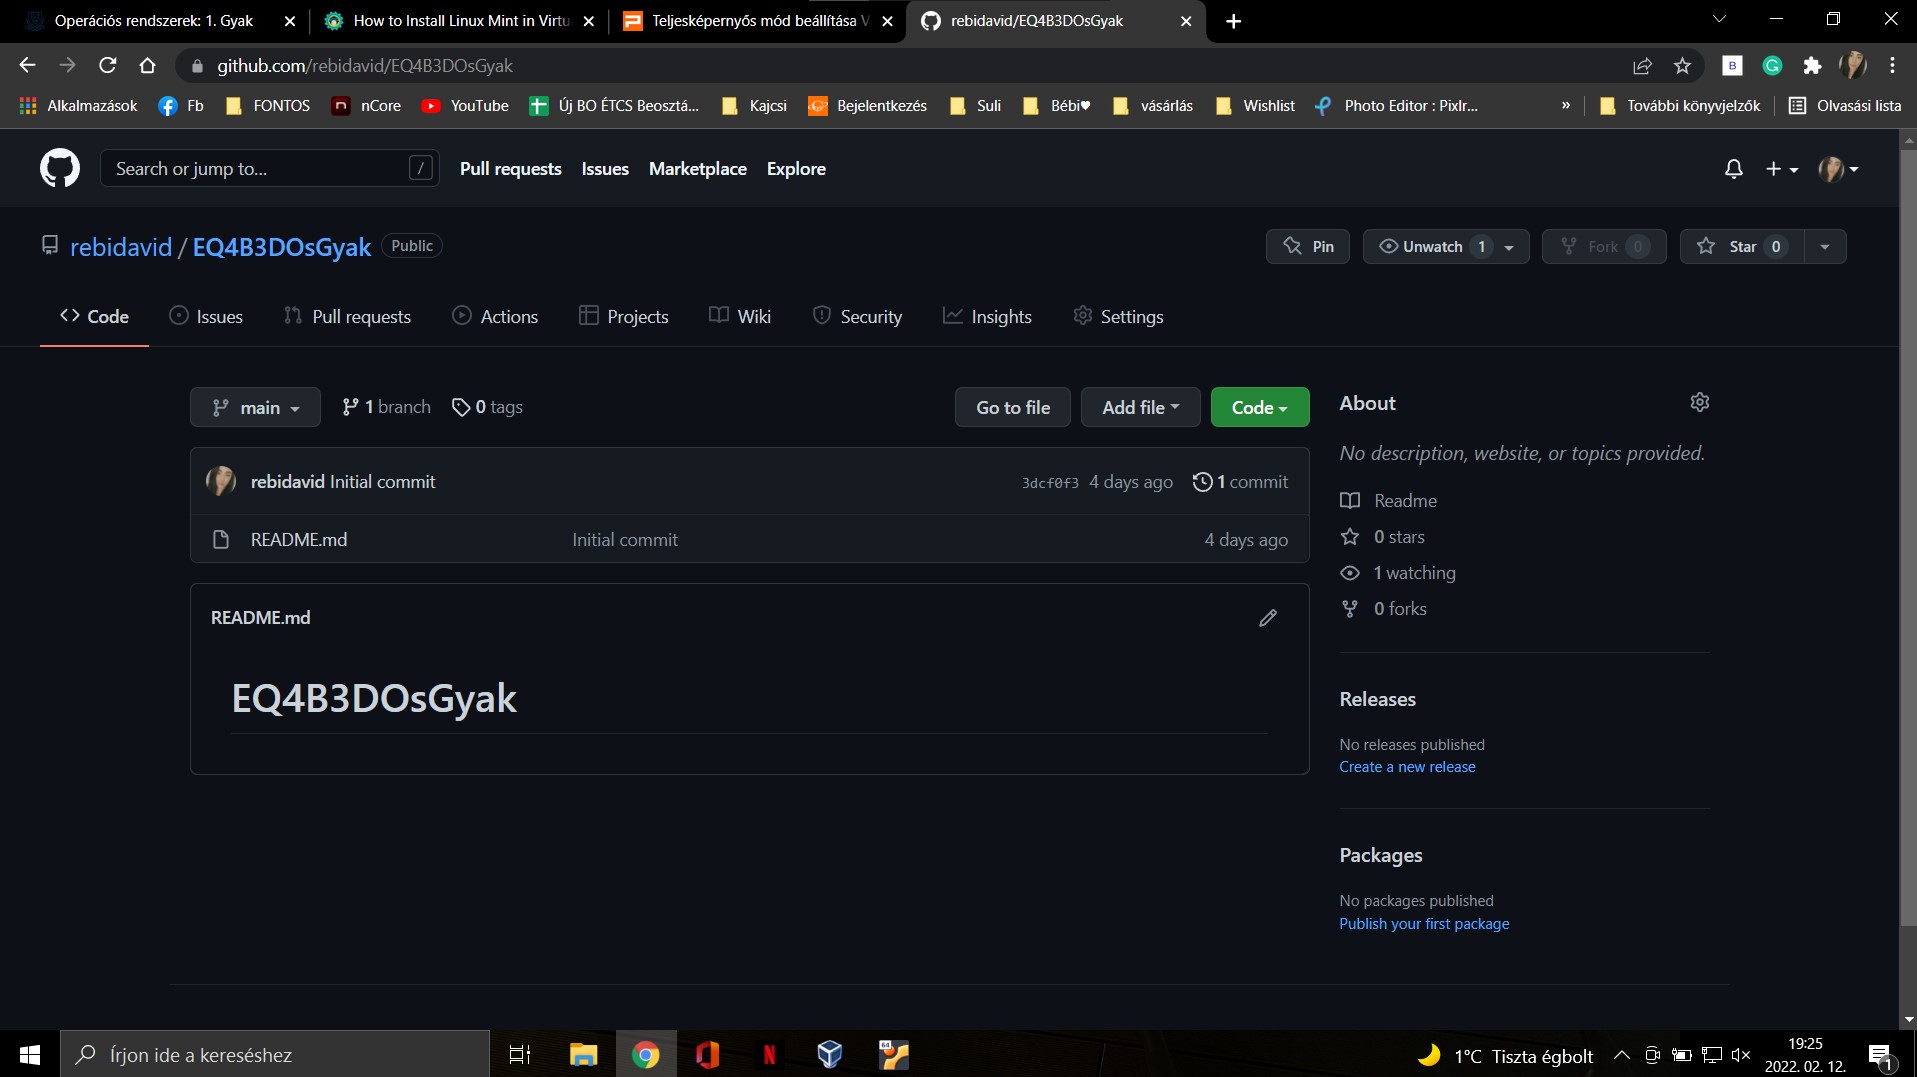 Operációs rendszerek: 1. Gyak
How to Install Linux Mint in Virtu
Teljesképernyős mód beállítása V
rebidavid/EQ4B3DOsGyak
github.com/rebidavid/EQ4B3DOsGyak
Alkalmazások Fb FONTOS nCore YouTube Új BO ÉTCS Beosztá... Kajcsi Bejelentkezés Suli Bébi♥ vásárlás Wishlist Photo Editor : Pixlr... » További könyvjelzők Olvasási lista
Search or jump to... / Pull requests Issues Marketplace Explore
rebidavid / EQ4B3DOsGyak Public Pin Unwatch 1 Fork 0 Star 0
Code Issues Pull requests Actions Projects Wiki Security Insights Settings
main 1 branch 0 tags Go to file Add file Code
rebidavid Initial commit 3dcf0f3 4 days ago 1 commit
README.md Initial commit 4 days ago
README.md
EQ4B3DOsGyak
About
No description, website, or topics provided.
Readme
0 stars
1 watching
0 forks
Releases
No releases published
Create a new release
Packages
No packages published
Publish your first package
Írjon ide a kereséshez
64
1°C Tiszta égbolt
19:25
2022. 02. 12.
1